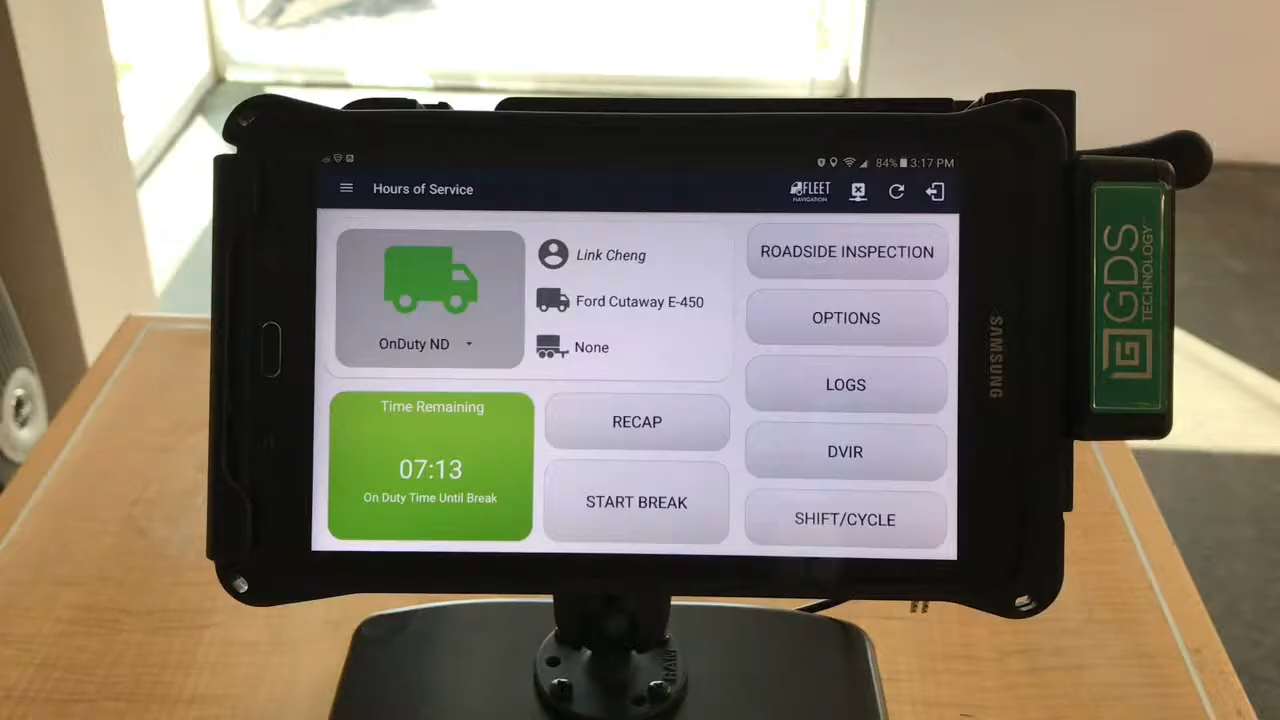 84% 3:17 PM
Hours of Service
FLEET
NAVIGATION
OnDuty ND
Link Cheng
Ford Cutaway E-450
None
Time Remaining
07:13
On Duty Time Until Break
RECAP
START BREAK
ROADSIDE INSPECTION
OPTIONS
LOGS
DVIR
SHIFT/CYCLE
SAMSUNG
GDS
TECHNOLOGY
RAM